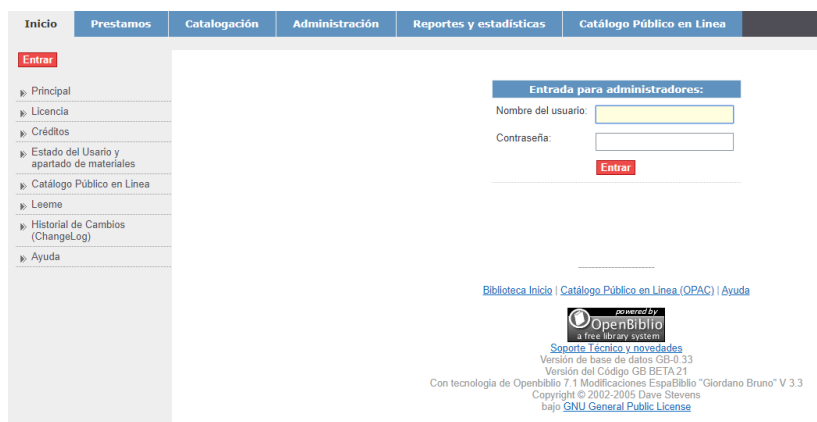 Inicio Prestamos Catalogación Administración Reportes y estadísticas Catálogo Público en Linea
Entrar
Principal
Licencia
Créditos
Estado del Usario y
apartado de materiales
Catálogo Público en Linea
Leeme
Historial de Cambios
(ChangeLog)
Ayuda
Entrada para administradores:
Nombre del usuario:
Contraseña:
Entrar
------------------------
Biblioteca Inicio | Catálogo Público en Linea (OPAC) | Ayuda
powered by
OpenBiblio
a free library system
Soporte Técnico y novedades
Versión de base de datos GB-0.33
Versión del Código GB BETA 21
Con tecnologia de Openbiblio 7.1 Modificaciones EspaBiblio "Giordano Bruno" V 3.3
Copyright © 2002-2005 Dave Stevens
bajo GNU General Public License